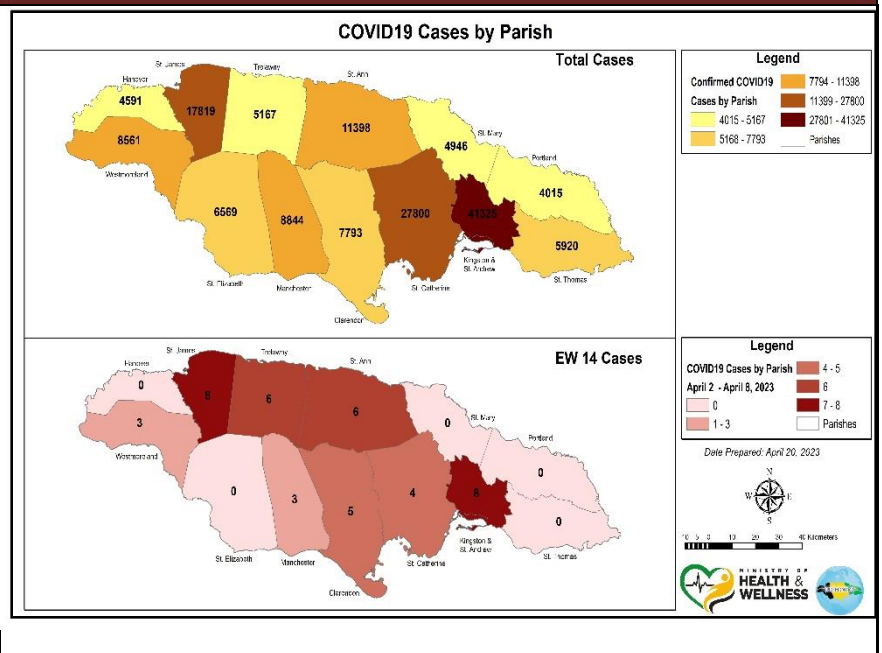 COVID19 Cases by Parish
Total Cases
St. James
Trelawny
St. Ann
Hanover
4591
17819
5167
11398
St. Mary
4946
8561
Portland
Westmoreland
4015
6569
8844
7793
27800
41325
5920
Kingston &
St. Andrew
St. Elizabeth
Manchester
St. Catherine
St. Thomas
Clarendon
Legend
Confirmed COVID19
Cases by Parish
4015 - 5167
5168 - 7793
7794 - 11398
11399 - 27800
27801 - 41325
Parishes
EW 14 Cases
St. James
Trelawny
St. Ann
Hanover
0
8
6
6
St. Mary
0
3
Portland
Westmoreland
0
0
3
5
4
8
0
Kingston &
St. Andrew
St. Elizabeth
Manchester
St. Catherine
St. Thomas
Clarendon
Legend
COVID19 Cases by Parish
April 2 - April 8, 2023
0
1 - 3
4 - 5
6
7 - 8
Parishes
Date Prepared: April 20, 2023
N
W
E
S
10 5 0 10 20 30 40 Kilometers
MINISTRY OF
HEALTH &
WELLNESS